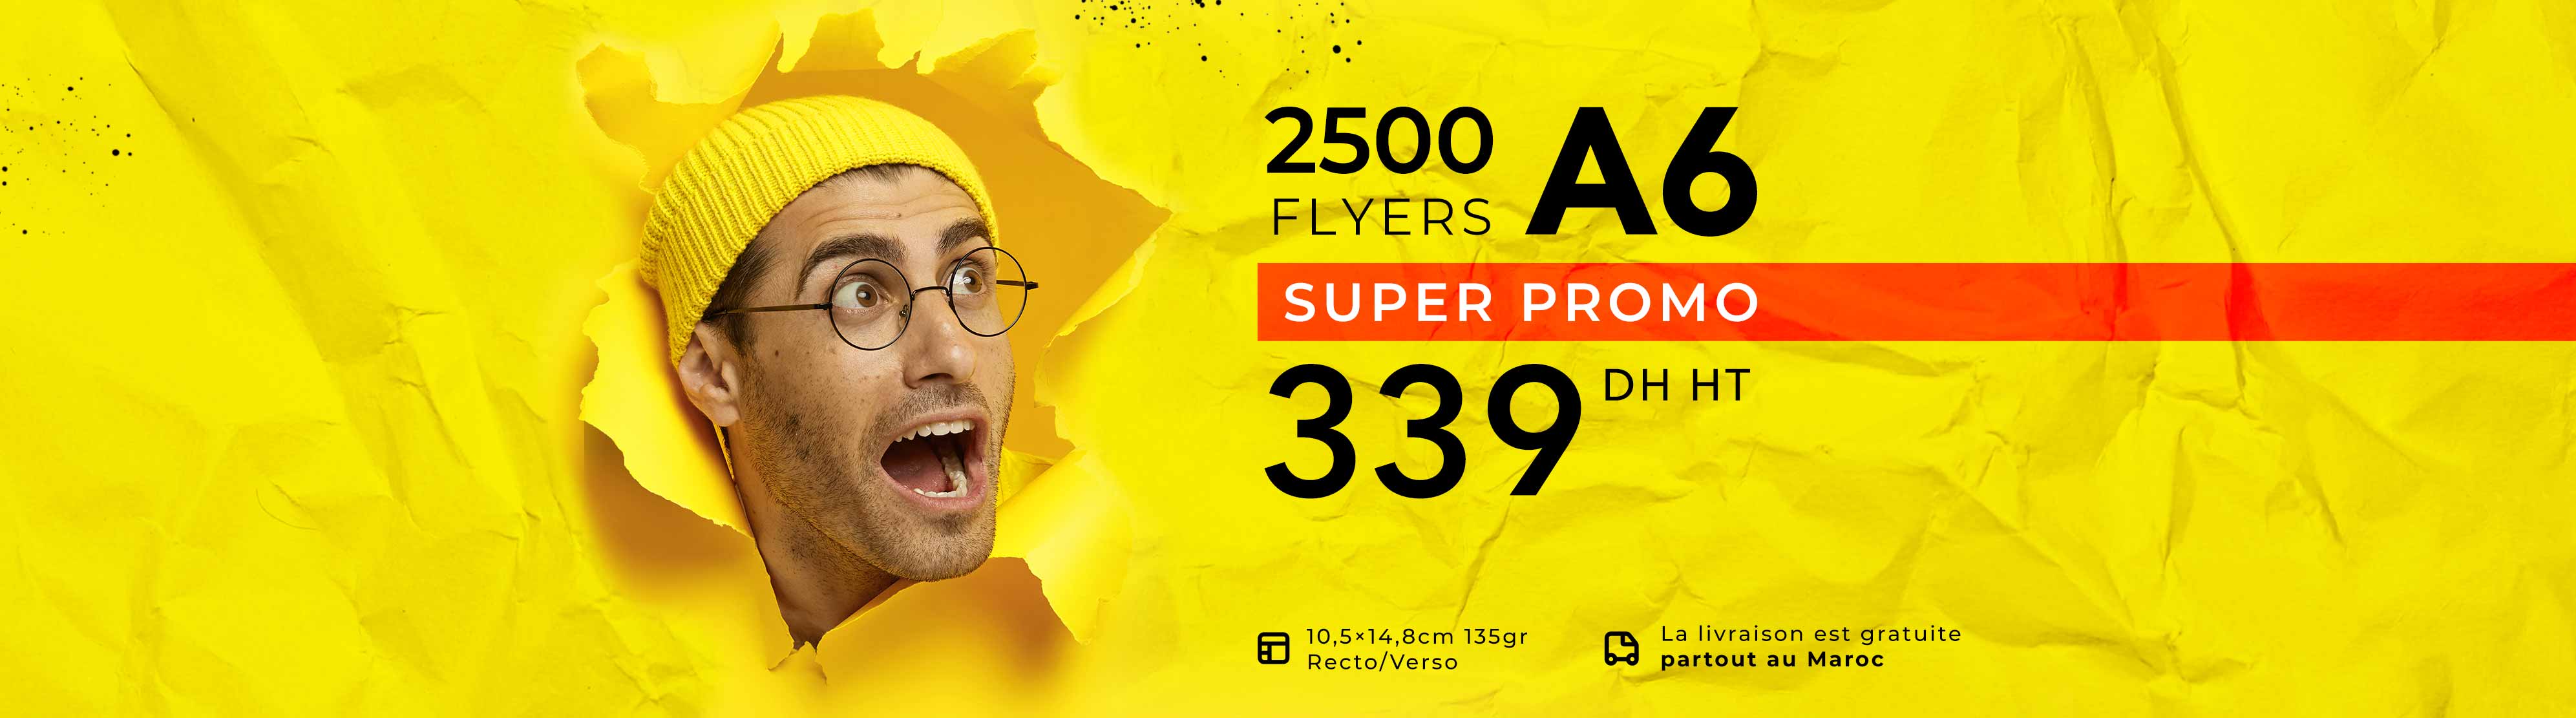 2500
FLYERS
A6
SUPER PROMO
339 DH HT
10,5×14,8cm 135gr
Recto/Verso
La livraison est gratuite
partout au Maroc